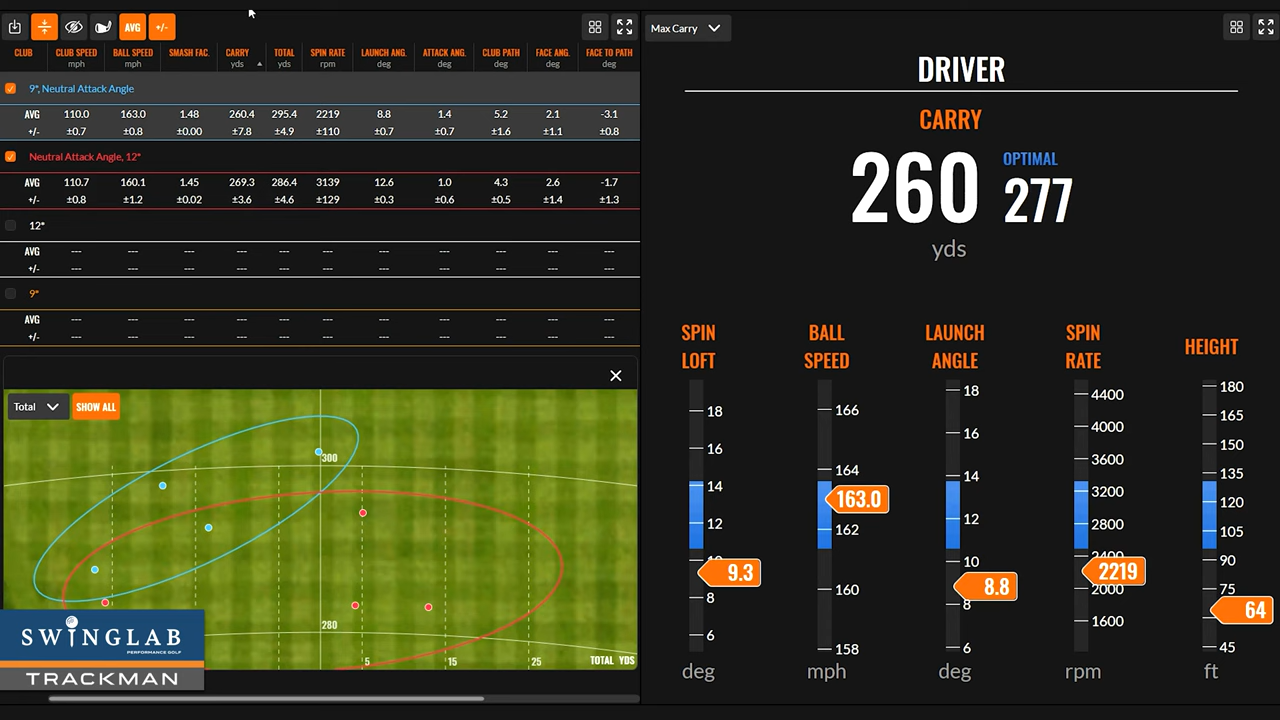 AVG +/-
CLUB CLUB SPEED BALL SPEED SMASH FAC. CARRY TOTAL SPIN RATE LAUNCH ANG. ATTACK ANG. CLUB PATH FACE ANG. FACE TO PATH
mph mph yds yds rpm deg deg deg deg deg
9°, Neutral Attack Angle
AVG 110.0 163.0 1.48 260.4 295.4 2219 8.8 1.4 5.2 2.1 -3.1
+/- ±0.7 ±0.8 ±0.00 ±7.8 ±4.9 ±110 ±0.7 ±0.7 ±1.6 ±1.1 ±0.8
Neutral Attack Angle, 12°
AVG 110.7 160.1 1.45 269.3 286.4 3139 12.6 1.0 4.3 2.6 -1.7
+/- ±0.8 ±1.2 ±0.02 ±3.6 ±4.6 ±129 ±0.3 ±0.6 ±0.5 ±1.4 ±1.3
12°
AVG --- --- --- --- --- --- --- --- --- --- ---
+/- --- --- --- --- --- --- --- --- --- --- ---
9°
AVG --- --- --- --- --- --- --- --- --- --- ---
+/- --- --- --- --- --- --- --- --- --- --- ---
Total SHOW ALL
300
280
5 15 25 TOTAL YDS
SWINGLAB
PERFORMANCE GOLF
TRACKMAN
Max Carry
DRIVER
CARRY
260 OPTIMAL 277
yds
SPIN LOFT
18
16
14
12
10
9.3
8
6
deg
BALL SPEED
166
164
163.0
162
160
158
mph
LAUNCH ANGLE
18
16
14
12
10
8.8
8
6
deg
SPIN RATE
4400
4000
3600
3200
2800
2400
2219
2000
1600
rpm
HEIGHT
180
165
150
135
120
105
90
75
64
45
ft